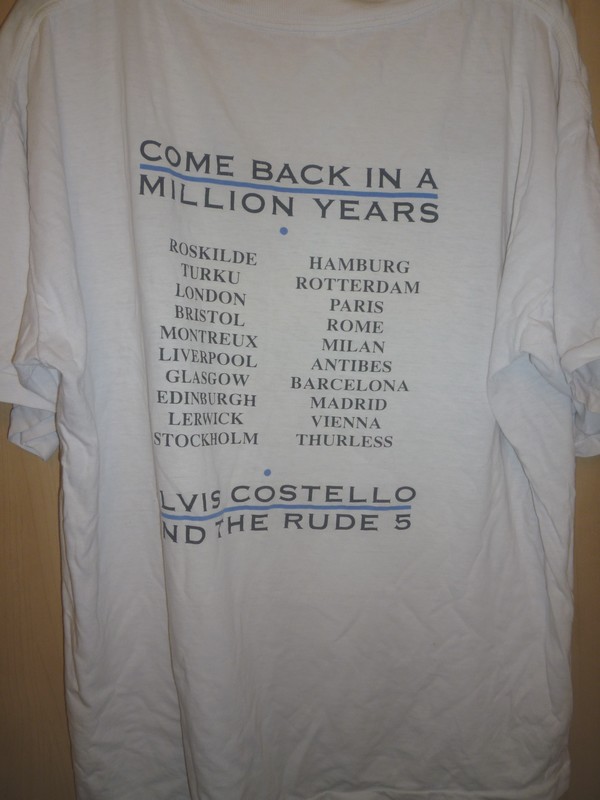 COME BACK IN A
MILLION YEARS
ROSKILDE
TURKU
LONDON
BRISTOL
MONTREUX
LIVERPOOL
GLASGOW
EDINBURGH
LERWICK
STOCKHOLM
HAMBURG
ROTTERDAM
PARIS
ROME
MILAN
ANTIBES
BARCELONA
MADRID
VIENNA
THURLESS
LVIS COSTELLO
ND THE RUDE 5